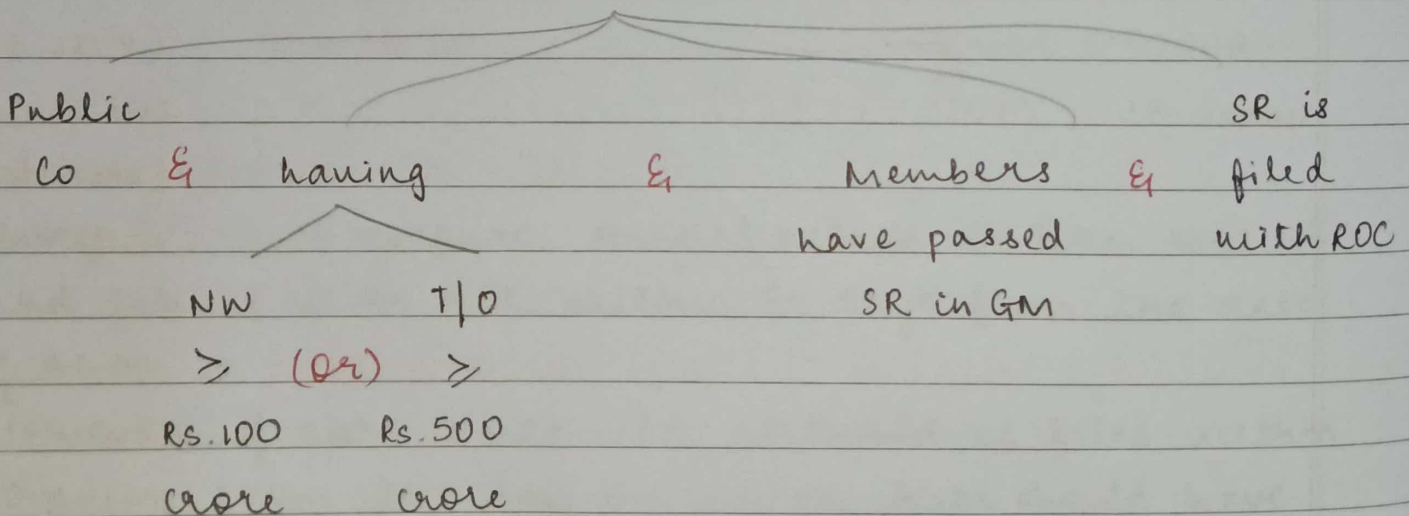 Public SR is
Co & having & Members & filed
have passed with ROC
NW T/O SR in GM
≥ (Or) ≥
Rs. 100 Rs. 500
crore crore